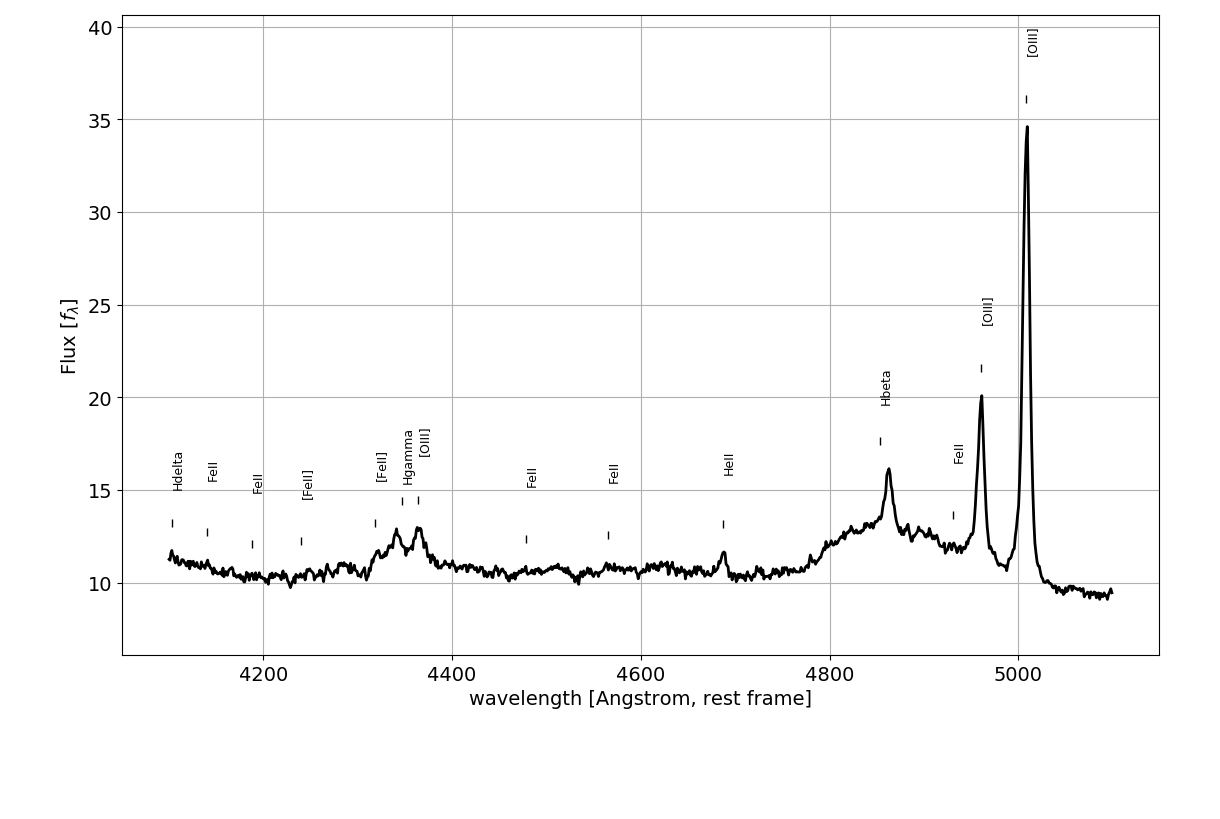 40
35
30
25
20
15
10
Flux [fλ]
[OIII]
[OIII]
Hbeta
FeII
Hdelta
FeII
FeII
[FeII]
[FeII]
Hgamma
[OIII]
FeII
FeII
HeII
4200 4400 4600 4800 5000
wavelength [Angstrom, rest frame]